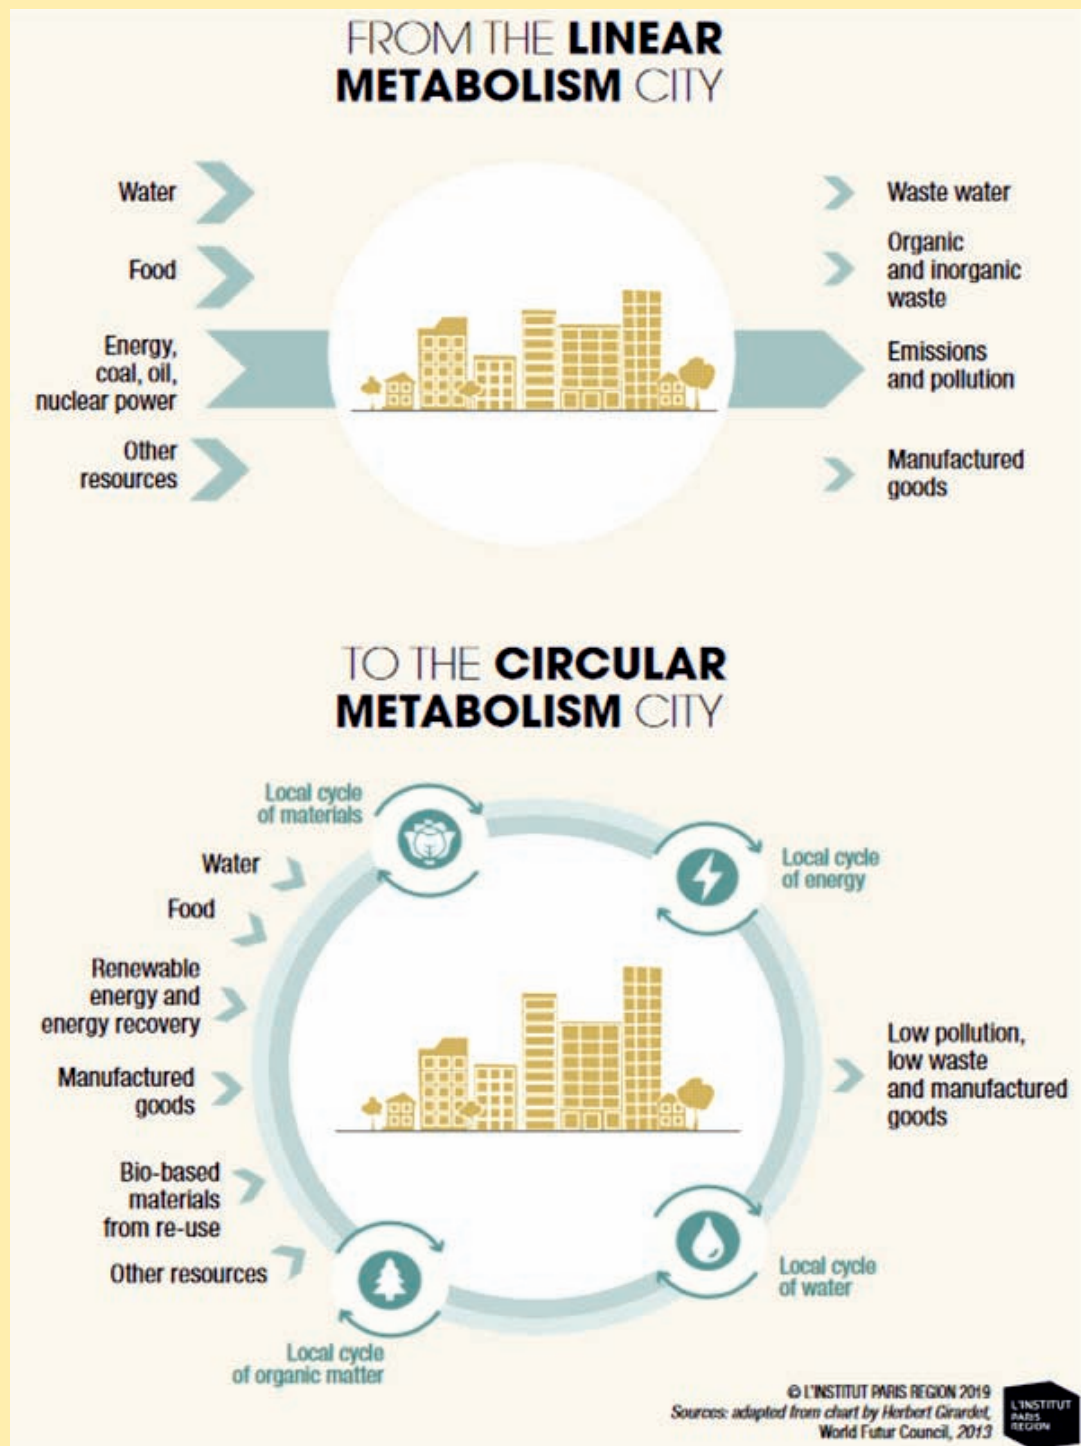 FROM THE LINEAR
METABOLISM CITY
Water
Food
Energy,
coal, oil,
nuclear power
Other
resources
Waste water
Organic
and inorganic
waste
Emissions
and pollution
Manufactured
goods
TO THE CIRCULAR
METABOLISM CITY
Local cycle
of materials
Local cycle
of energy
Water
Food
Renewable
energy and
energy recovery
Manufactured
goods
Bio-based
materials
from re-use
Other resources
Low pollution,
low waste
and manufactured
goods
Local cycle
of water
Local cycle
of organic matter
© L'INSTITUT PARIS REGION 2019
Sources: adapted from chart by Herbert Girardet,
World Futur Council, 2013
L'INSTITUT
PARIS
REGION